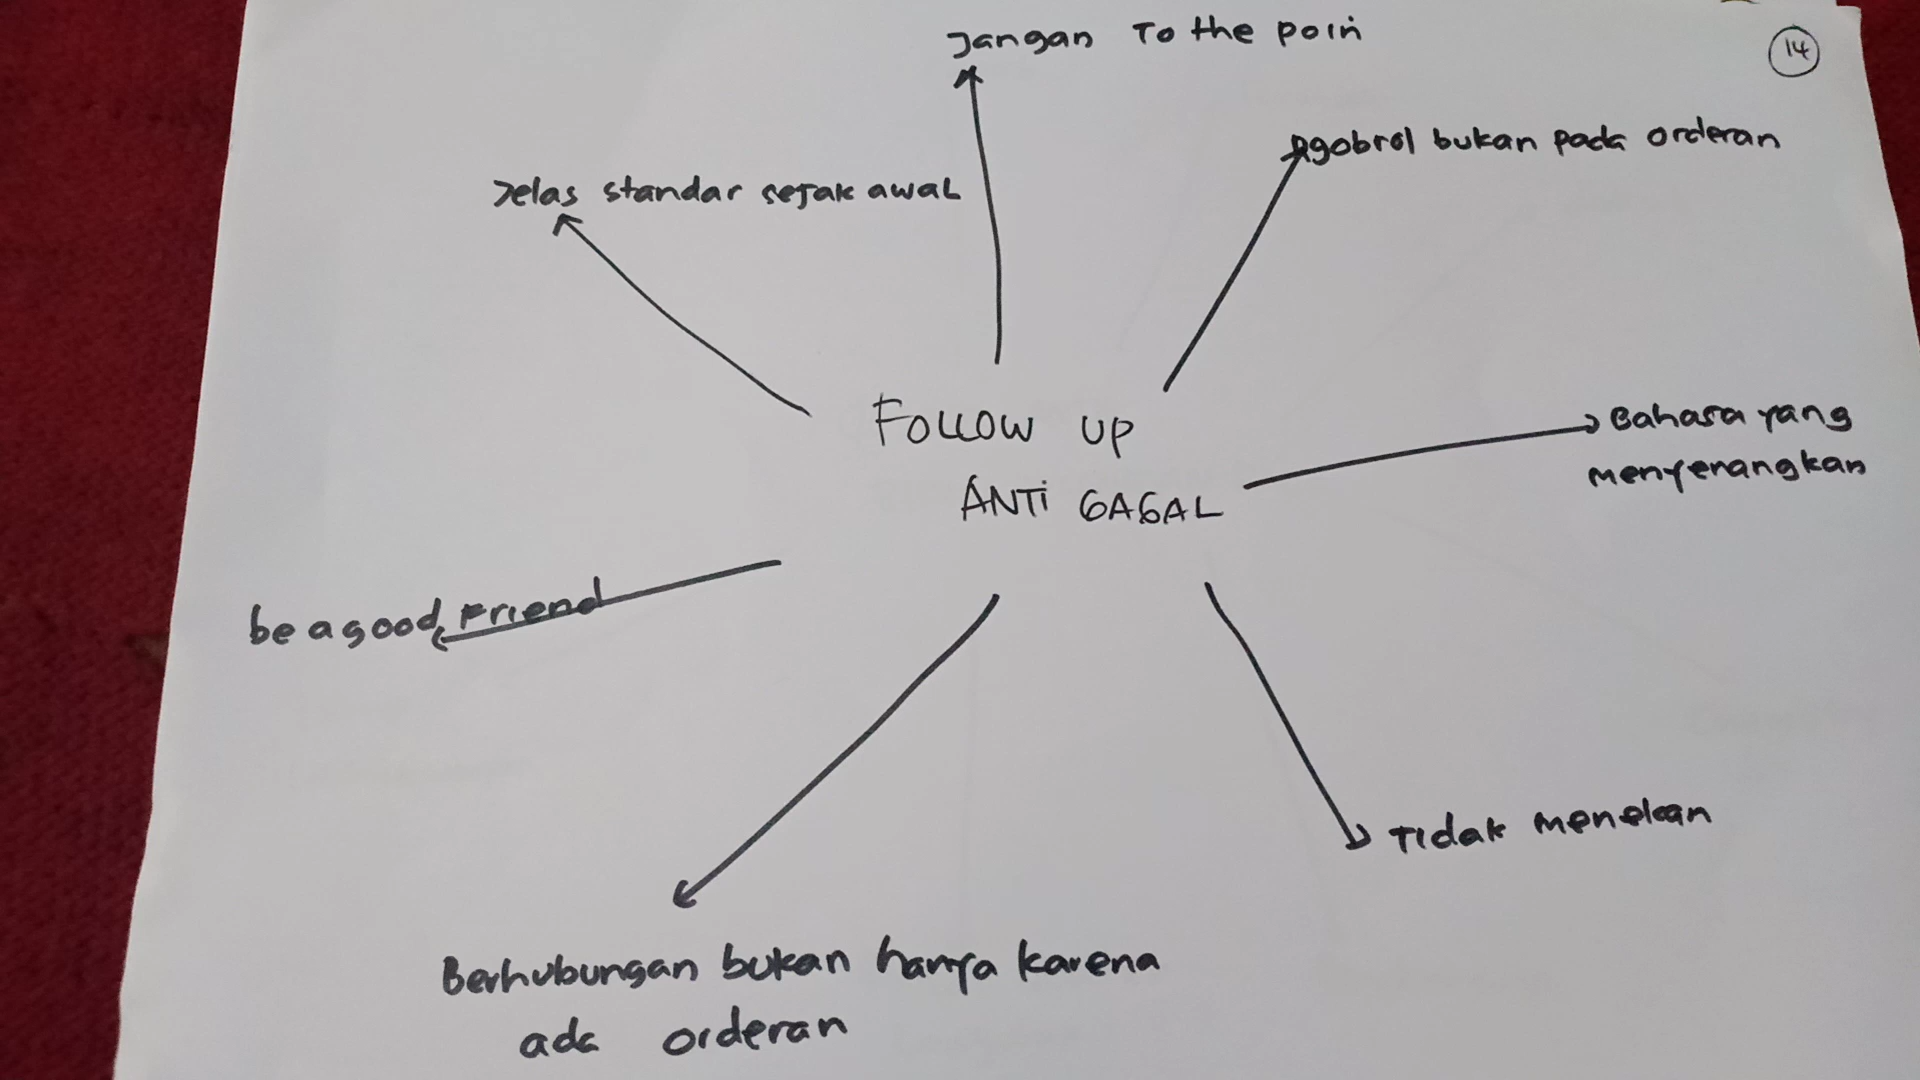 Jangan To the poin
14
ngobrol bukan pada orderan
Jelas standar sejak awal
Follow up
ANTi GAGAL
Bahasa yang
menyenangkan
be a good Friend
Tidak menekan
Berhubungan bukan hanya karena
ada orderan